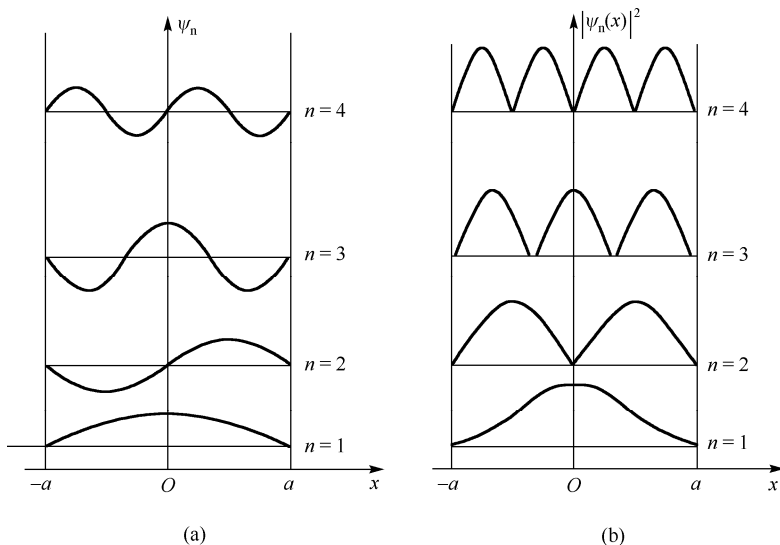 ψn
n = 4
n = 3
n = 2
n = 1
–a
O
a
x
(a)
|ψn(x)|²
n = 4
n = 3
n = 2
n = 1
–a
O
a
x
(b)